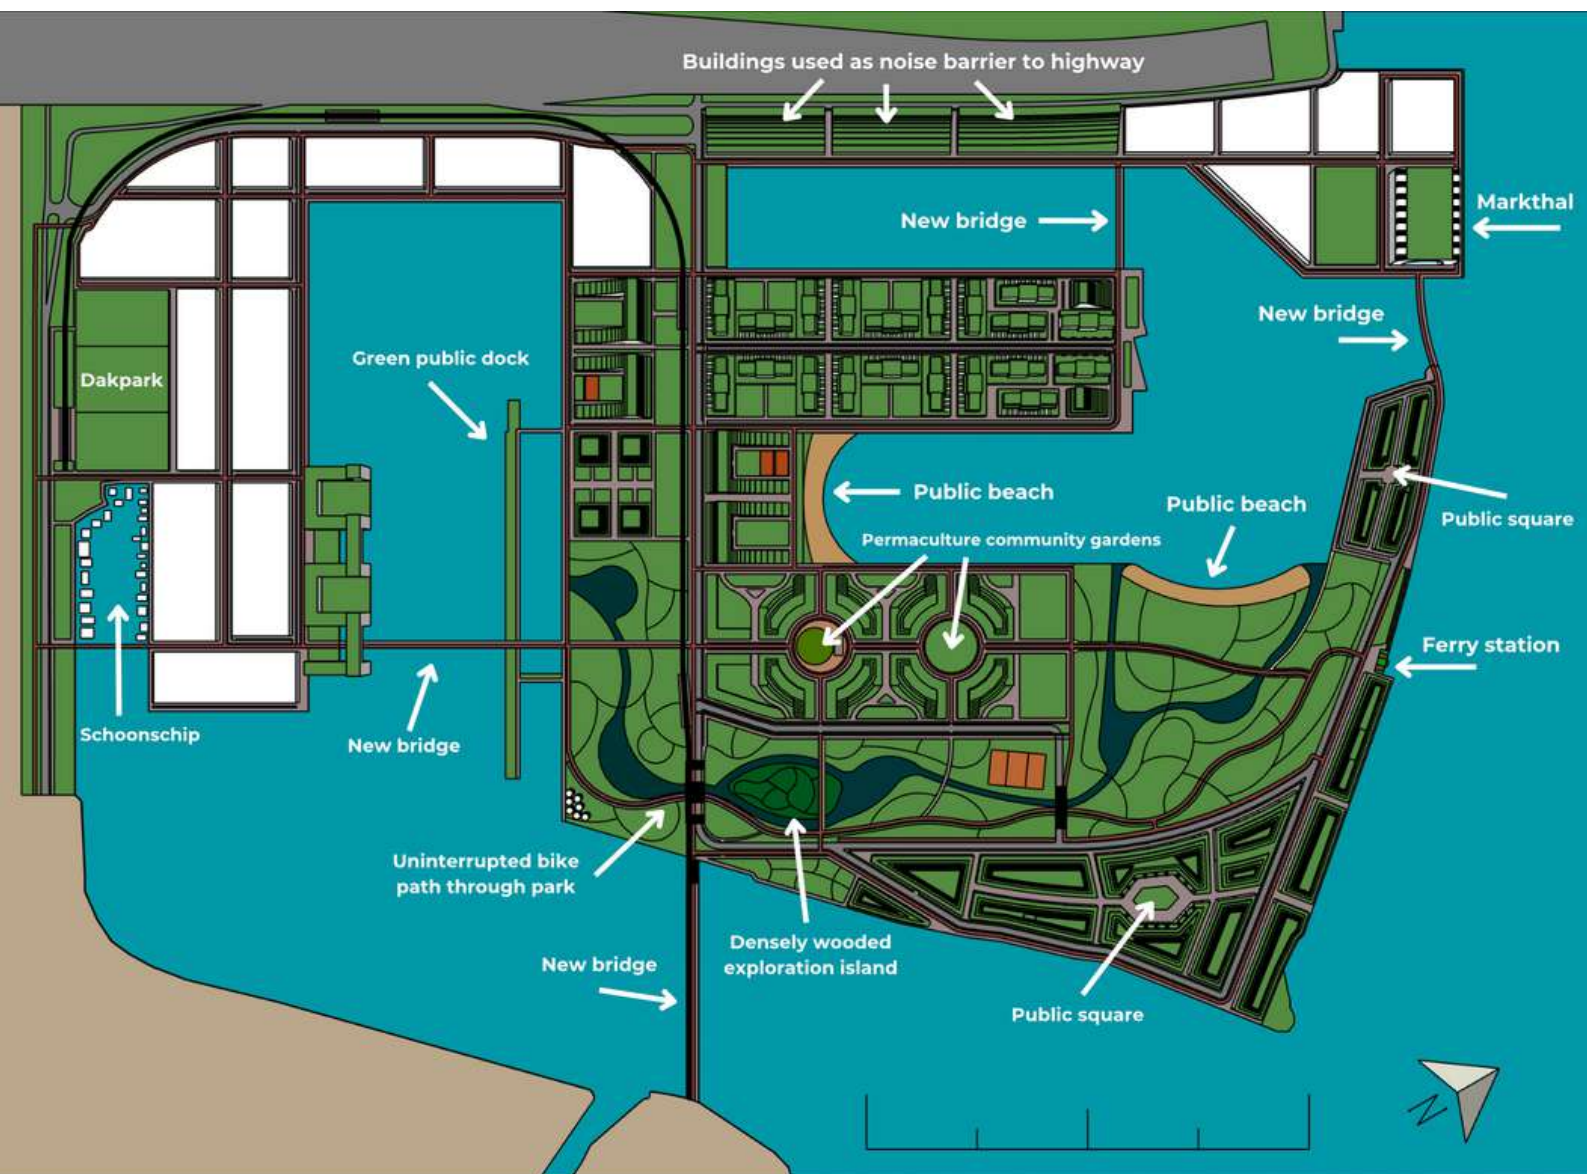 Buildings used as noise barrier to highway
Markthal
New bridge
New bridge
Green public dock
Dakpark
Public beach
Public beach
Public square
Permaculture community gardens
Ferry station
Schoonschip
New bridge
Uninterrupted bike
path through park
Densely wooded
exploration island
New bridge
Public square
N